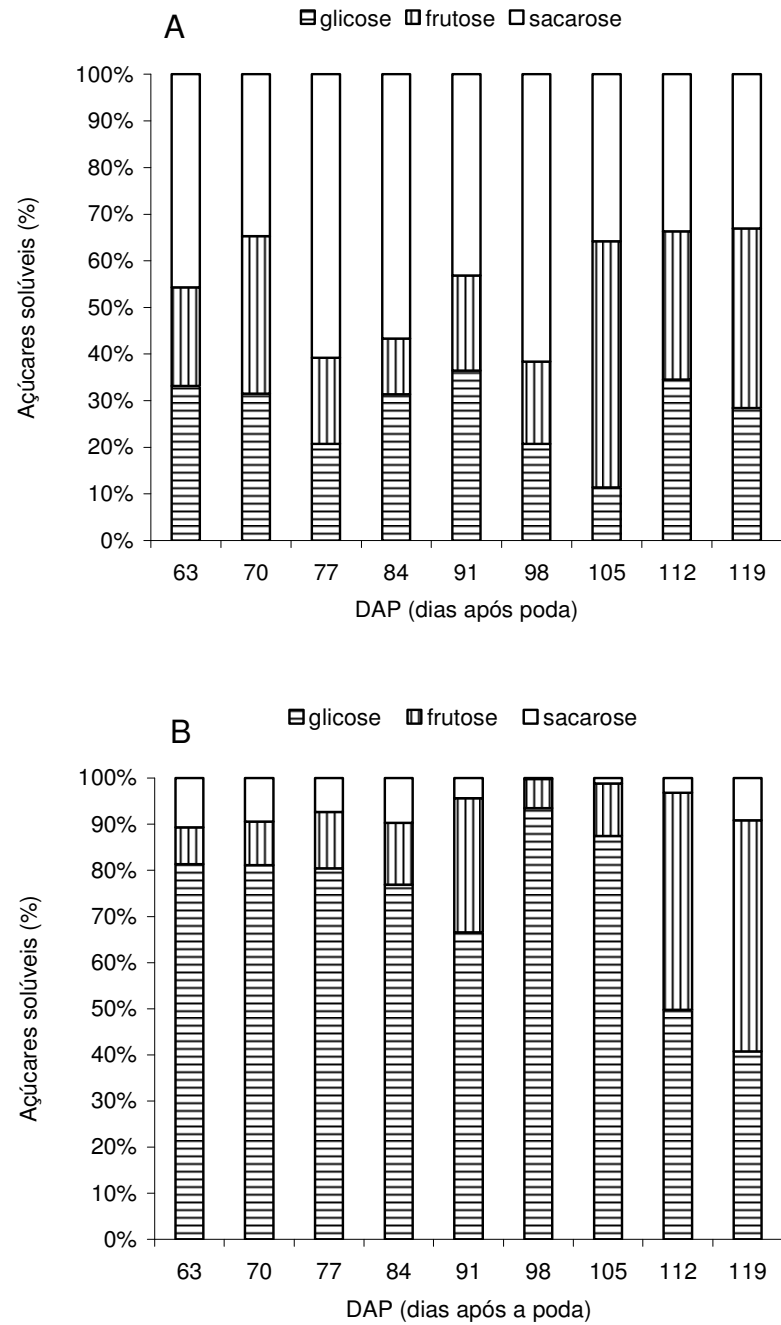 A
glicose frutose sacarose
100%
90%
80%
70%
60%
50%
40%
30%
20%
10%
0%
Açúcares solúveis (%)
63 70 77 84 91 98 105 112 119
DAP (dias após poda)
B
glicose frutose sacarose
100%
90%
80%
70%
60%
50%
40%
30%
20%
10%
0%
Açúcares solúveis (%)
63 70 77 84 91 98 105 112 119
DAP (dias após a poda)